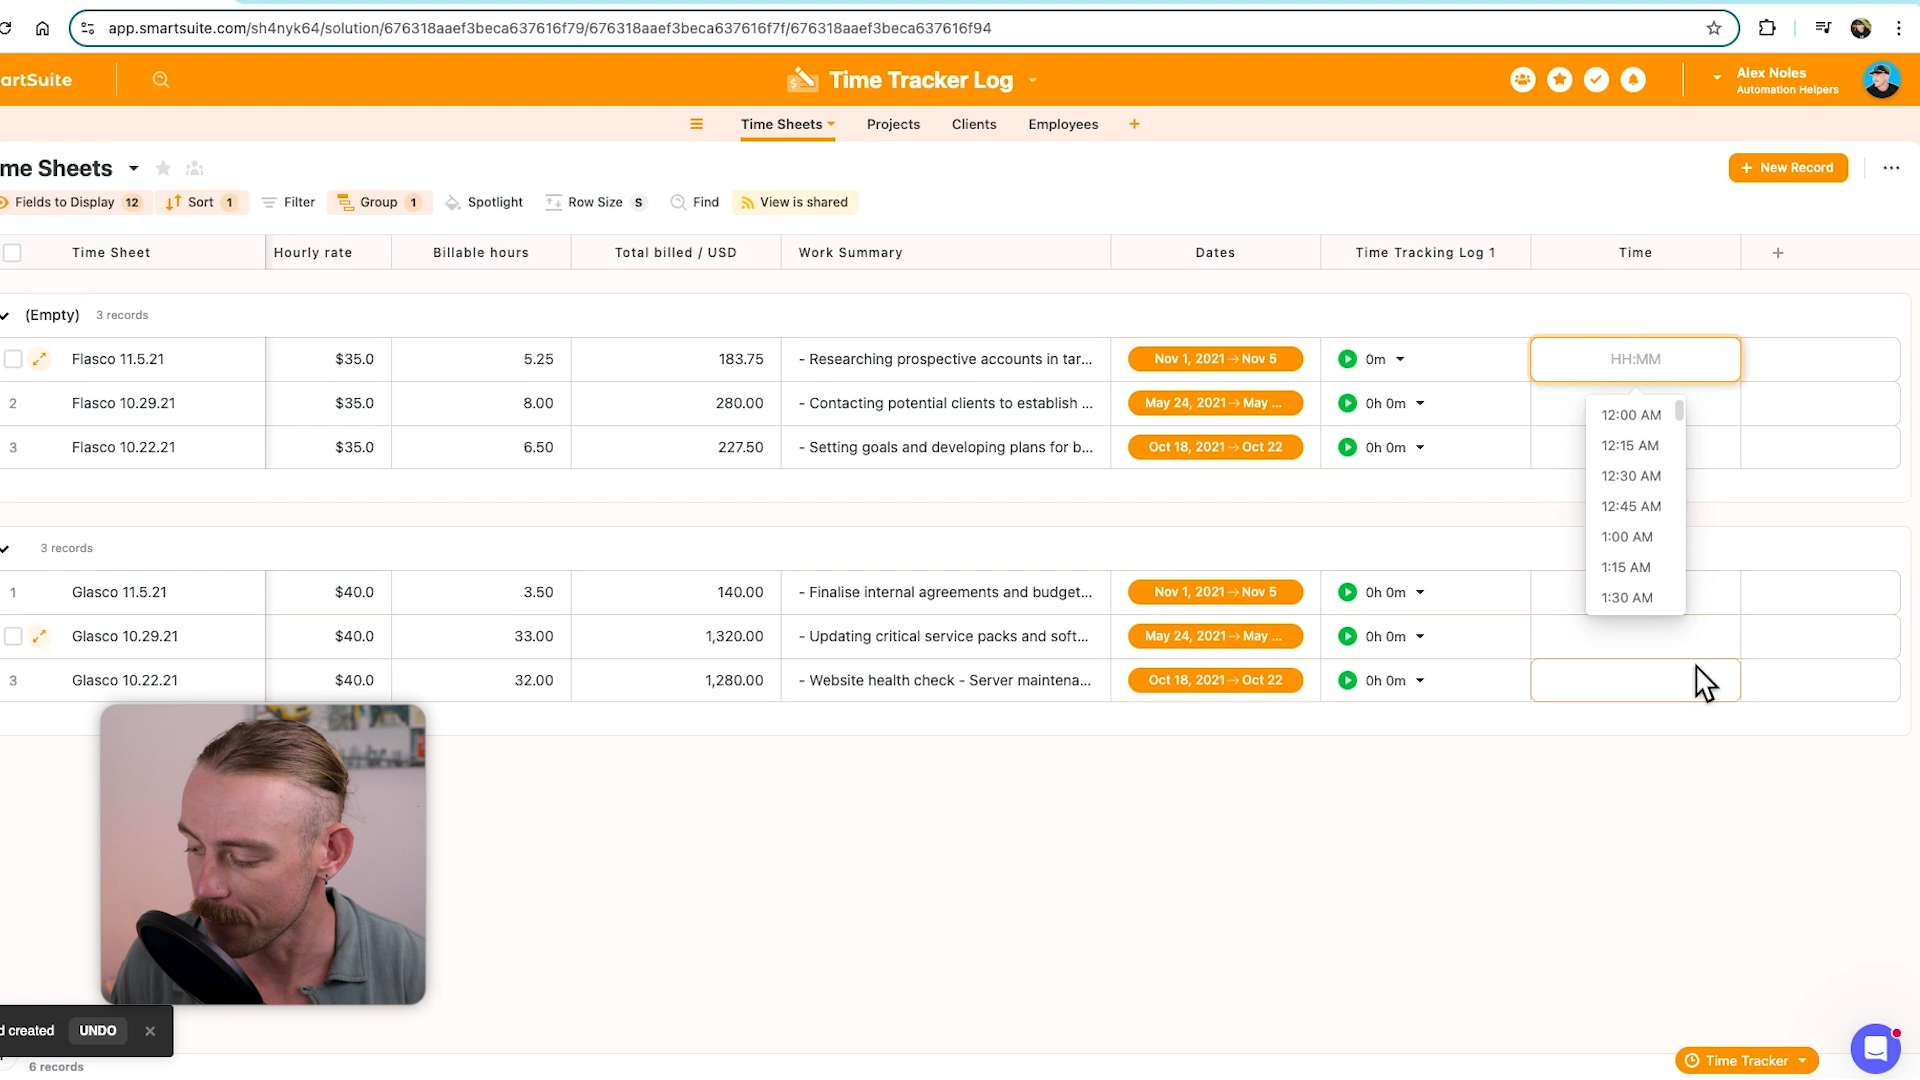 app.smartsuite.com/sh4nyk64/solution/676318aaef3beca637616f79/676318aaef3beca637616f7f/676318aaef3beca637616f94
artSuite
Time Tracker Log
Alex Noles
Automation Helpers
Time Sheets
Projects
Clients
Employees
me Sheets
New Record
Fields to Display 12
Sort 1
Filter
Group 1
Spotlight
Row Size S
Find
View is shared
Time Sheet Hourly rate Billable hours Total billed / USD Work Summary Dates Time Tracking Log 1 Time
(Empty) 3 records
Flasco 11.5.21 $35.0 5.25 183.75 - Researching prospective accounts in tar... Nov 1, 2021→Nov 5 0m HH:MM
2 Flasco 10.29.21 $35.0 8.00 280.00 - Contacting potential clients to establish ... May 24, 2021→May ... 0h 0m
3 Flasco 10.22.21 $35.0 6.50 227.50 - Setting goals and developing plans for b... Oct 18, 2021→Oct 22 0h 0m
12:00 AM
12:15 AM
12:30 AM
12:45 AM
1:00 AM
1:15 AM
1:30 AM
3 records
1 Glasco 11.5.21 $40.0 3.50 140.00 - Finalise internal agreements and budget... Nov 1, 2021→Nov 5 0h 0m
Glasco 10.29.21 $40.0 33.00 1,320.00 - Updating critical service packs and soft... May 24, 2021→May ... 0h 0m
3 Glasco 10.22.21 $40.0 32.00 1,280.00 - Website health check - Server maintena... Oct 18, 2021→Oct 22 0h 0m
d created UNDO
6 records
Time Tracker